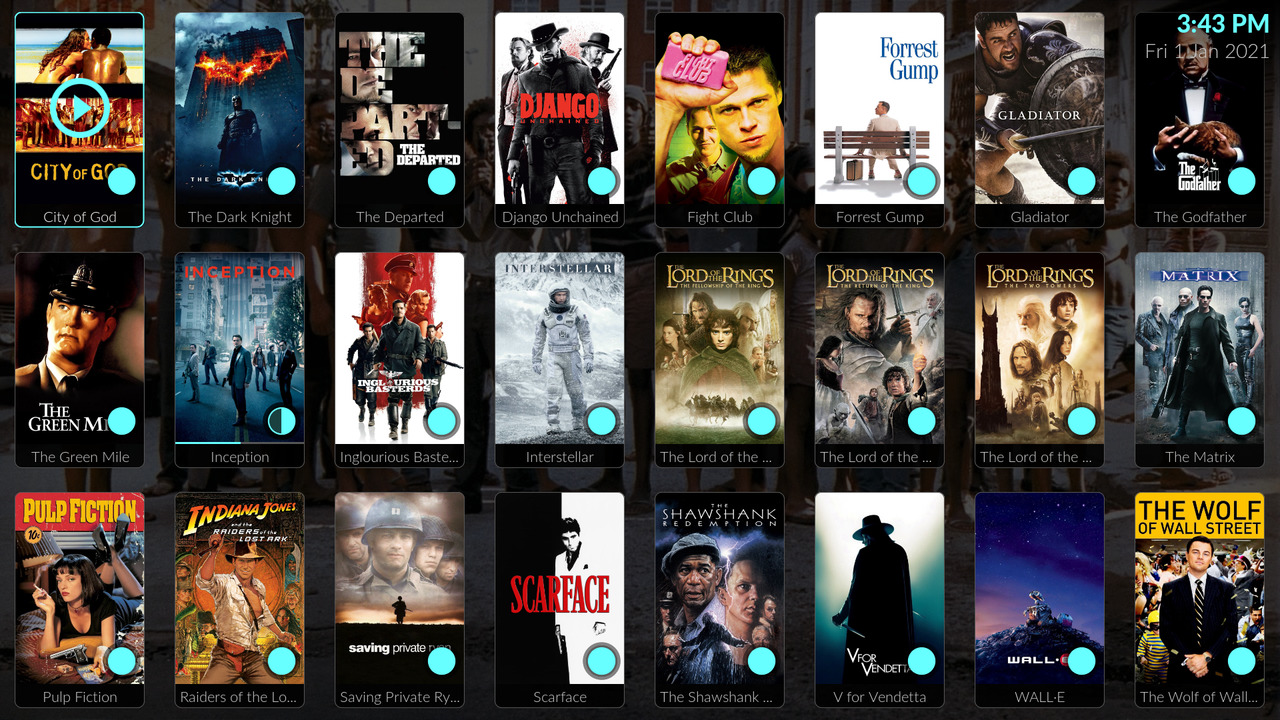 3:43 PM
Fri 1 Jan 2021
CITY OF GOD
City of God
THE DARK KNI
The Dark Knight
THE
DE
PART-
ED
THE
DEPARTED
The Departed
DJANGO
UNCHAINED
Django Unchained
FIGHT
CLUB
Fight Club
Forrest
Gump
Forrest Gump
GLADIATOR
Gladiator
The
Godfather
The Godfather
THE
GREEN MI
The Green Mile
INCEPTION
Inception
INGLOURIOUS
BASTERDS
Inglourious Baste...
INTERSTELLAR
Interstellar
THE
LORD OF THE RINGS
THE FELLOWSHIP OF THE RING
The Lord of the ...
THE
LORD OF THE RINGS
THE RETURN OF THE KING
The Lord of the ...
THE
LORD OF THE RINGS
THE TWO TOWERS
The Lord of the ...
MATRIX
The Matrix
PULP FICTION
10¢
Pulp Fiction
INDIANA JONES
and the
RAIDERS of the
LOST ARK
Raiders of the Lo...
saving private ryan
Saving Private Ry...
SCARFACE
Scarface
THE
SHAWSHANK
REDEMPTION
The Shawshank ...
V FOR
VENDETTA
V for Vendetta
WALL·E
WALL·E
THE WOLF
OF WALL STREET
The Wolf of Wall...